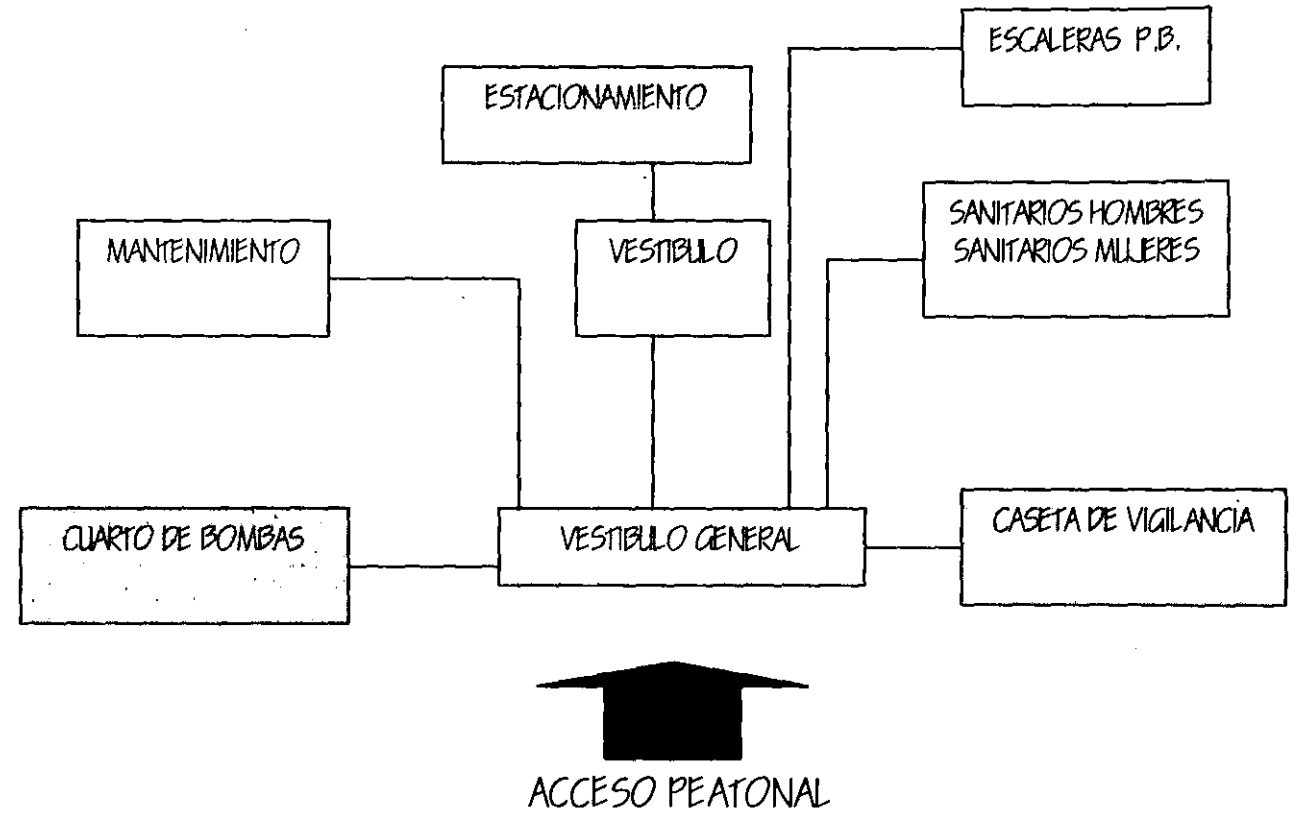 ESCALERAS P.B.
ESTACIONAMIENTO
SANITARIOS HOMBRES
SANITARIOS MUJERES
MANTENIMIENTO
VESTIBULO
CUARTO DE BOMBAS
VESTIBULO GENERAL
CASETA DE VIGILANCIA
ACCESO PEATONAL